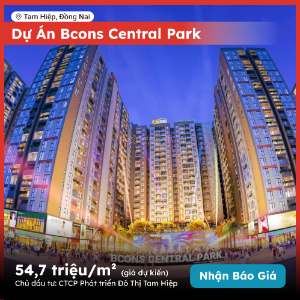 Tam Hiệp, Đồng Nai
Dự Án Bcons Central Park
BCONS CENTRAL PARK
54,7 triệu/m² (giá dự kiến)
Chủ đầu tư: CTCP Phát triển Đô Thị Tam Hiệp
Nhận Báo Giá